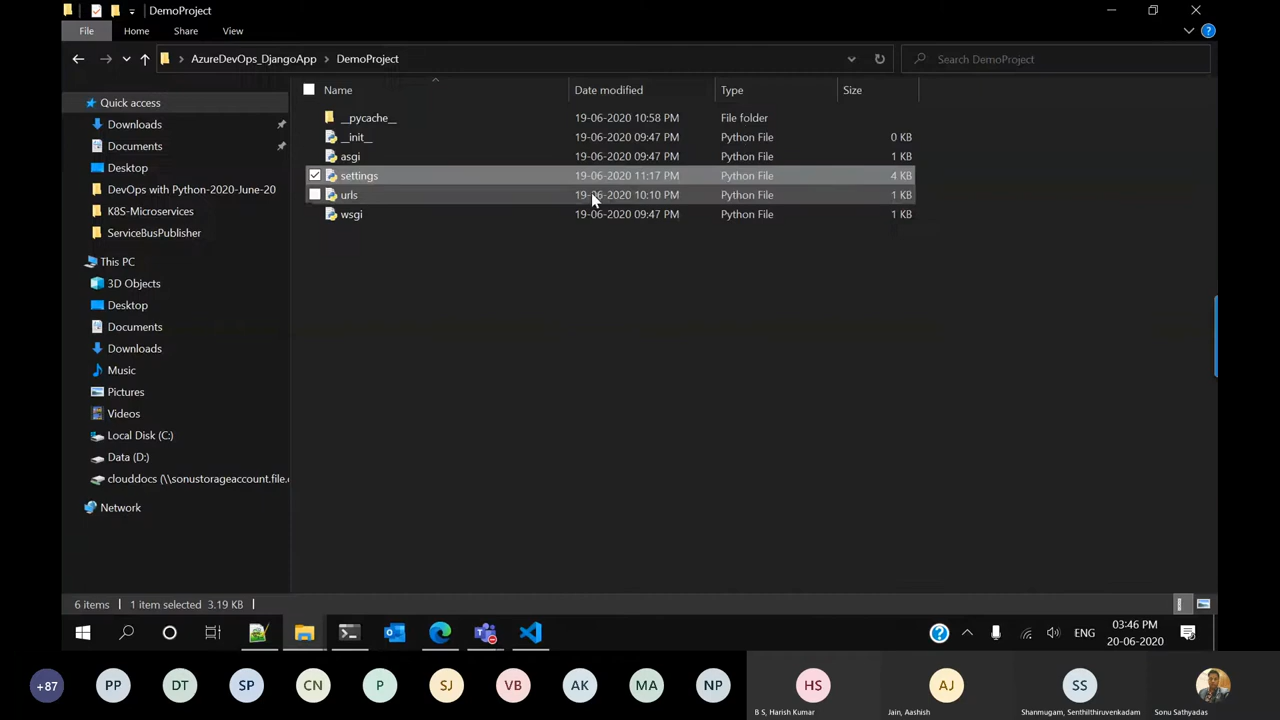 DemoProject
File
Home
Share
View
AzureDevOps_DjangoApp
DemoProject
Search DemoProject
Name
Date modified
Type
Size
Quick access
Downloads
Documents
Desktop
DevOps with Python-2020-June-20
K8S-Microservices
ServiceBusPublisher
This PC
3D Objects
Desktop
Documents
Downloads
Music
Pictures
Videos
Local Disk (C:)
Data (D:)
clouddocs (\\sonustorageaccount.file.c
Network
__pycache__
19-06-2020 10:58 PM
File folder
__init__
19-06-2020 09:47 PM
Python File
0 KB
asgi
19-06-2020 09:47 PM
Python File
1 KB
settings
19-06-2020 11:17 PM
Python File
4 KB
urls
19-06-2020 10:10 PM
Python File
1 KB
wsgi
19-06-2020 09:47 PM
Python File
1 KB
6 items
1 item selected 3.19 KB
ENG
03:46 PM
20-06-2020
+87
PP
DT
SP
CN
P
SJ
VB
AK
MA
NP
HS
B S, Harish Kumar
AJ
Jain, Aashish
SS
Shanmugam, Senthilthiruvenkadam
Sonu Sathyadas